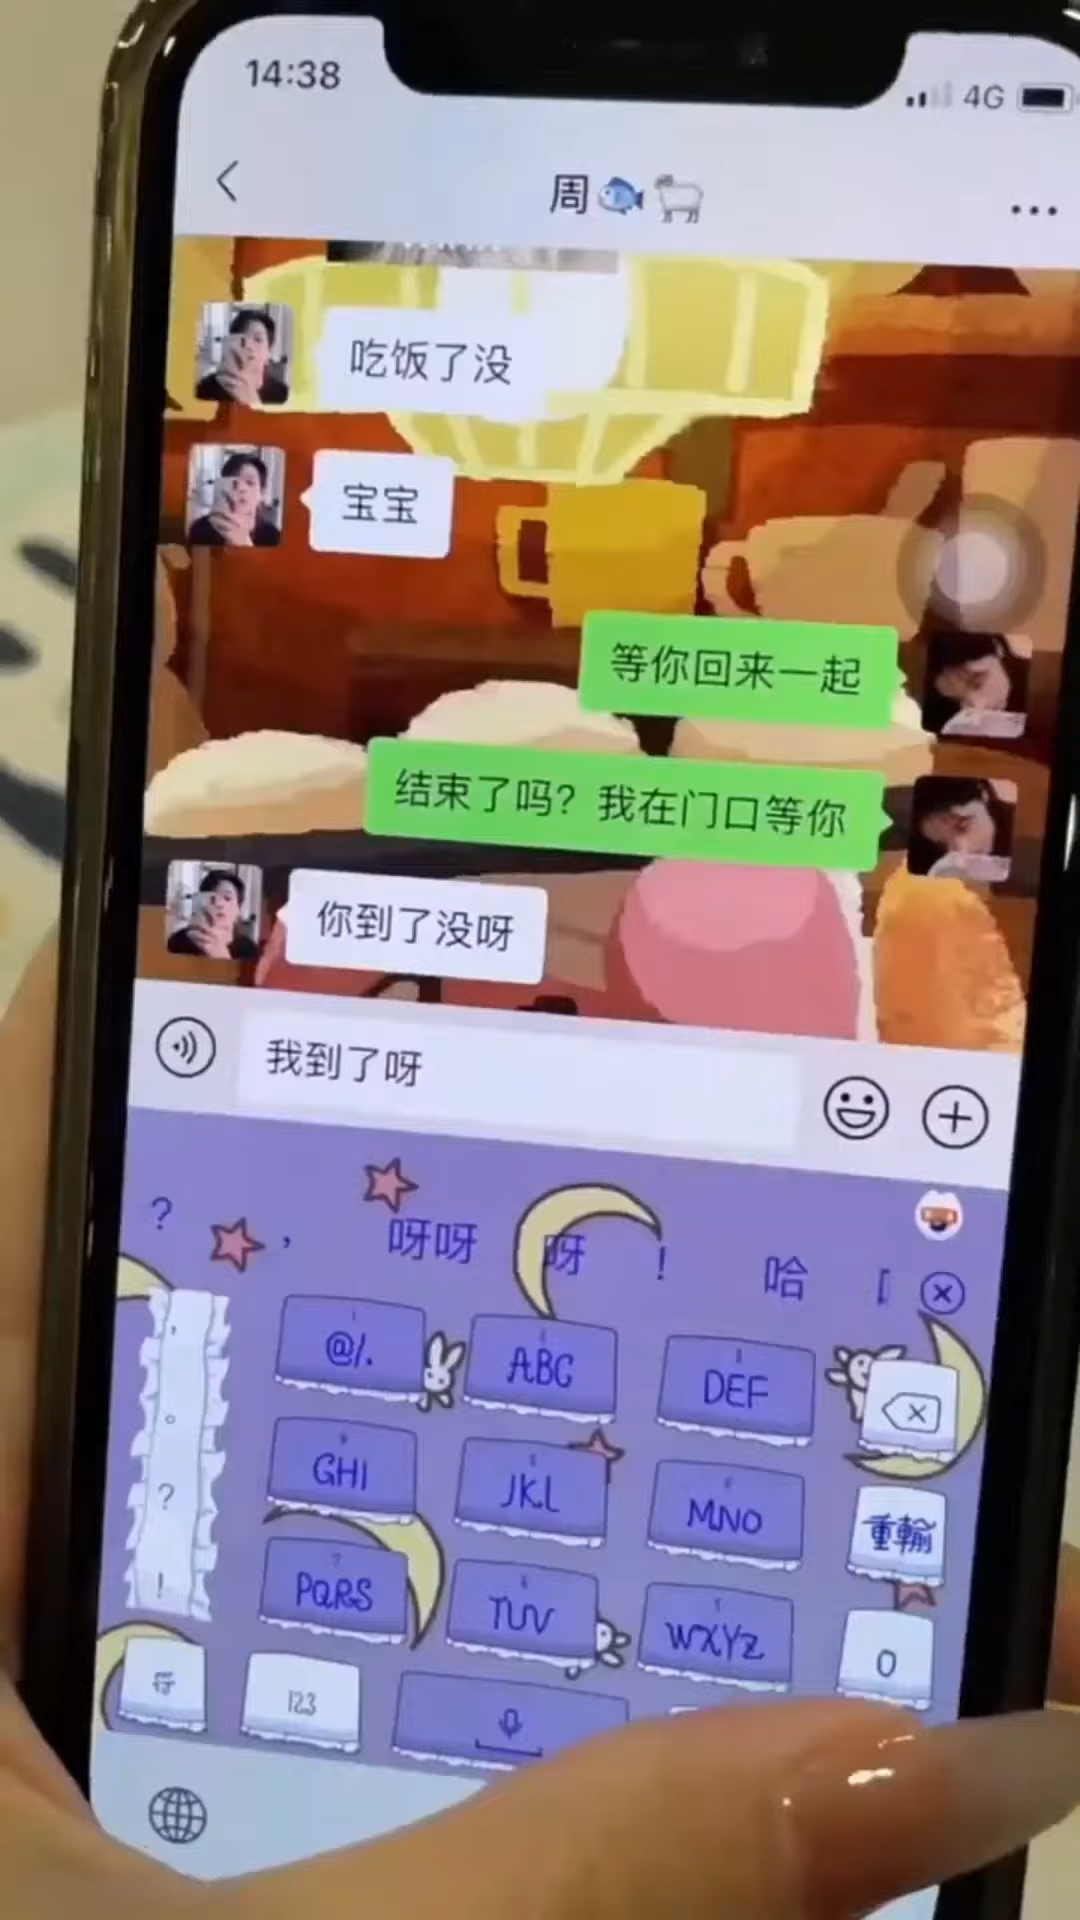 14:38
4G
周
吃饭了没
宝宝
等你回来一起
结束了吗？我在门口等你
你到了没呀
我到了呀
？ ， 呀呀 呀 ！ 哈
，
@/.
ABC
DEF
。
GHI
JKL
MNO
？
重輸
PQRS
TUV
WXYZ
！
符
123
0